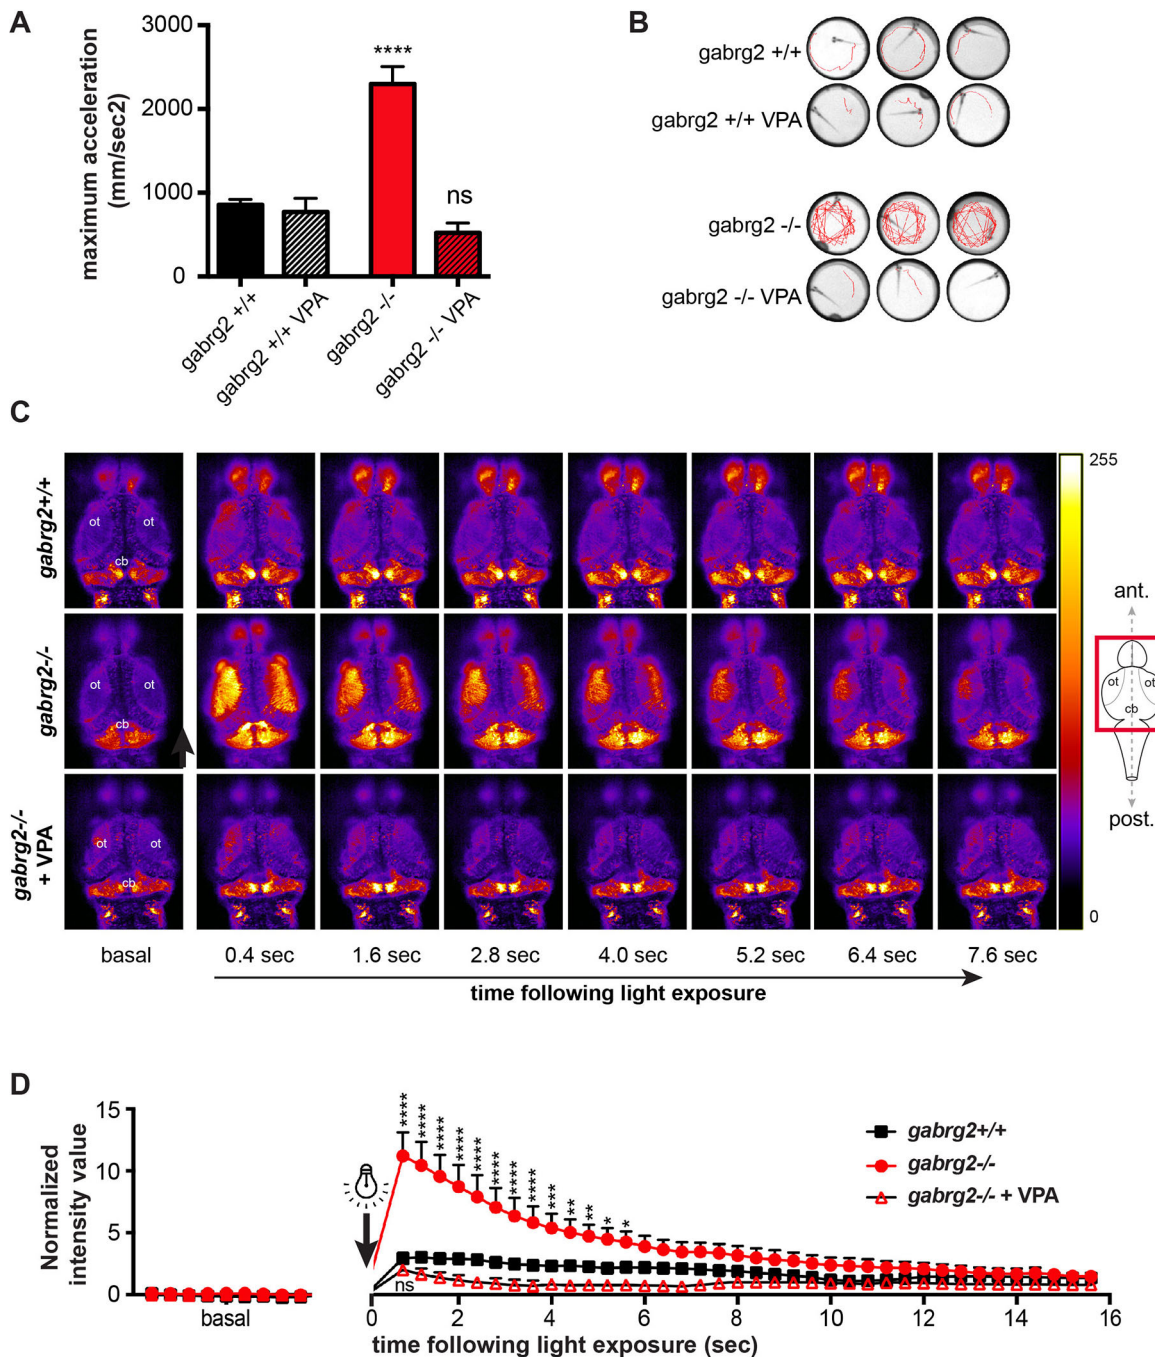 A
maximum acceleration
(mm/sec2)
3000
2000
1000
0
****
ns
gabrg2 +/+
gabrg2 +/+ VPA
gabrg2 -/-
gabrg2 -/- VPA
B
gabrg2 +/+
gabrg2 +/+ VPA
gabrg2 -/-
gabrg2 -/- VPA
C
gabrg2+/+
ot ot
cb
gabrg2-/-
ot ot
cb
gabrg2-/-
+ VPA
ot ot
cb
255
0
ant.
ot ot
cb
post.
basal 0.4 sec 1.6 sec 2.8 sec 4.0 sec 5.2 sec 6.4 sec 7.6 sec
time following light exposure
D
Normalized
intensity value
15
10
5
0
basal
**** **** **** **** **** **** **** **** *** ** ** * *
ns
gabrg2+/+
gabrg2-/-
gabrg2-/- + VPA
0 2 4 6 8 10 12 14 16
time following light exposure (sec)